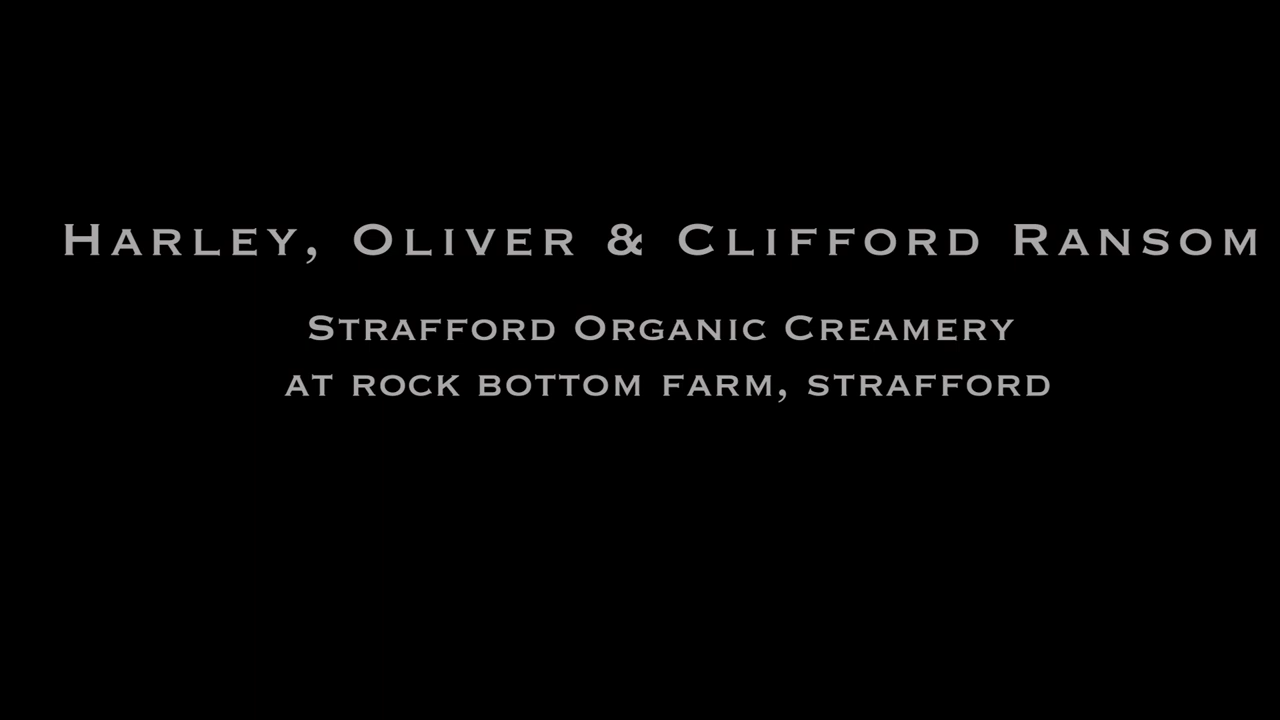 Harley, Oliver & Clifford Ransom
Strafford Organic Creamery
at rock bottom farm, strafford